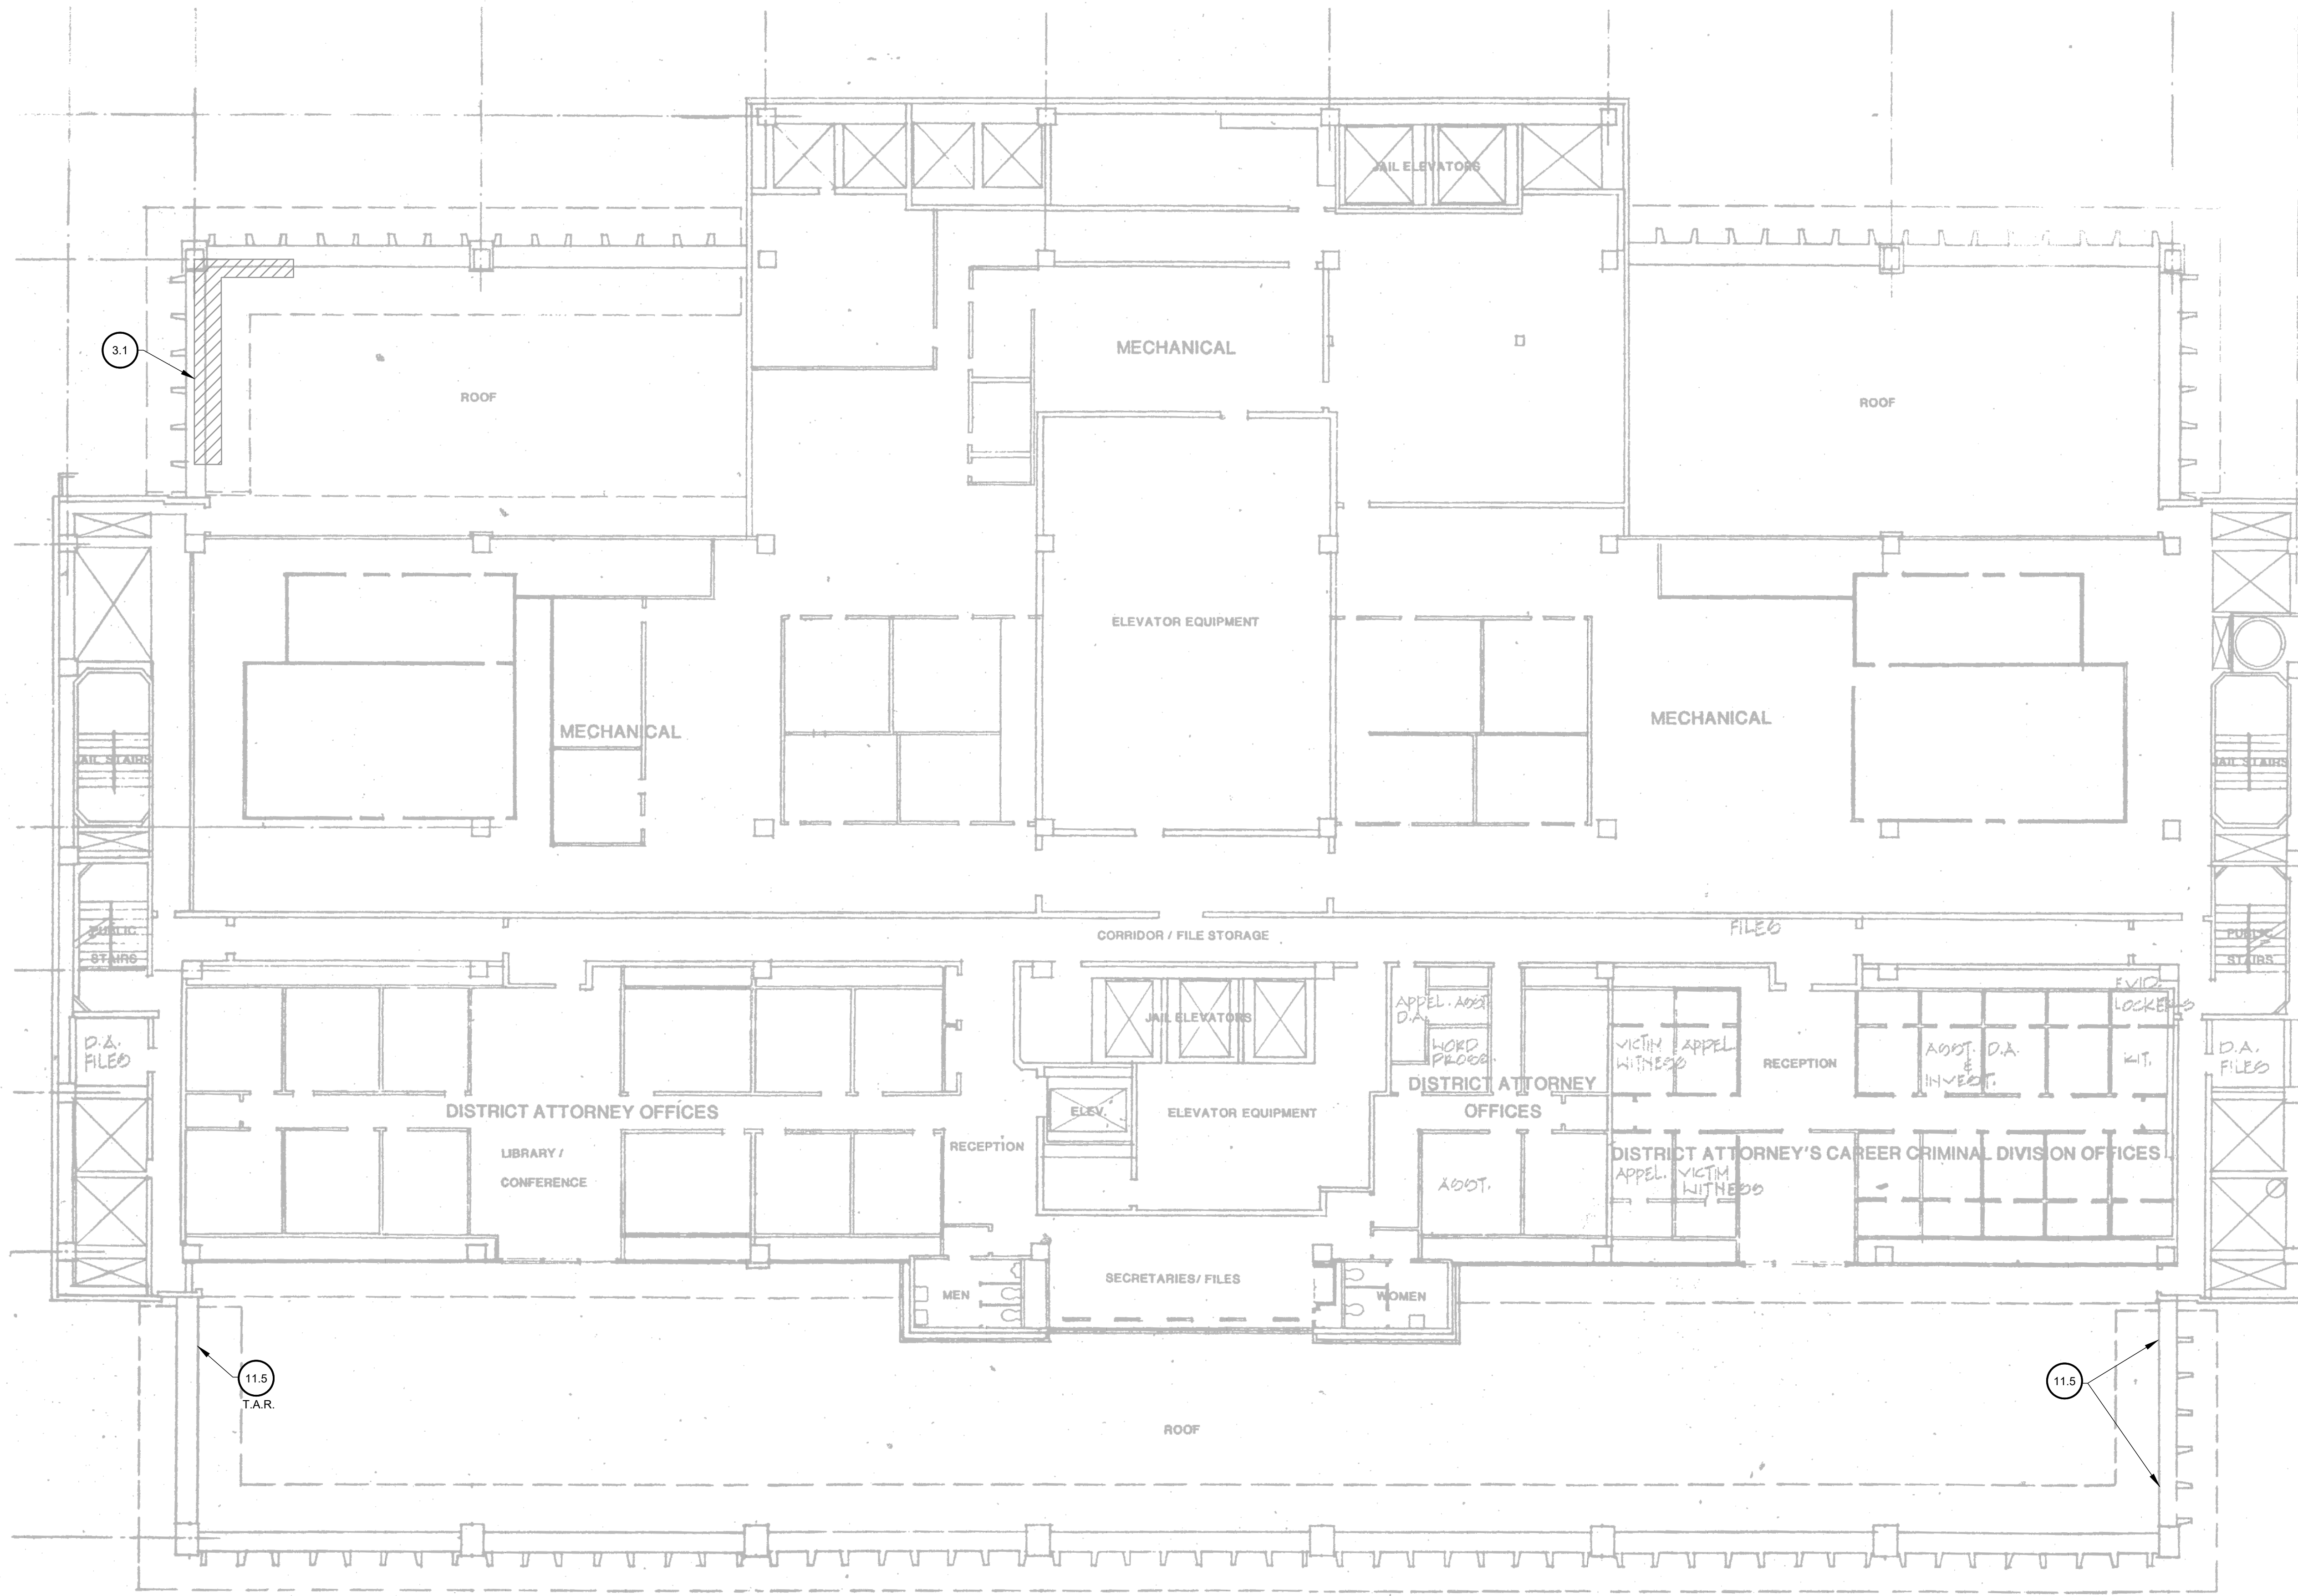 JAIL ELEVATORS
MECHANICAL
3.1
ROOF
ROOF
ELEVATOR EQUIPMENT
MECHANICAL
MECHANICAL
JAIL STAIRS
JAIL STAIRS
PUBLIC
STAIRS
CORRIDOR / FILE STORAGE
FILES
PUBLIC
STAIRS
EVID.
LOCKERS
APPEL. ASST.
D.A.
JAIL ELEVATORS
WORD
PROSS.
VICTIM
WITNESS
APPEL.
RECEPTION
ASST. D.A.
&
INVEST.
KIT.
D.A.
FILES
D.A.
FILES
DISTRICT ATTORNEY
OFFICES
DISTRICT ATTORNEY OFFICES
LIBRARY /
CONFERENCE
RECEPTION
ELEV.
ELEVATOR EQUIPMENT
DISTRICT ATTORNEY'S CAREER CRIMINAL DIVISION OFFICES
ASST.
APPEL.
VICTIM
WITNESS
MEN
SECRETARIES/ FILES
WOMEN
11.5
T.A.R.
11.5
ROOF